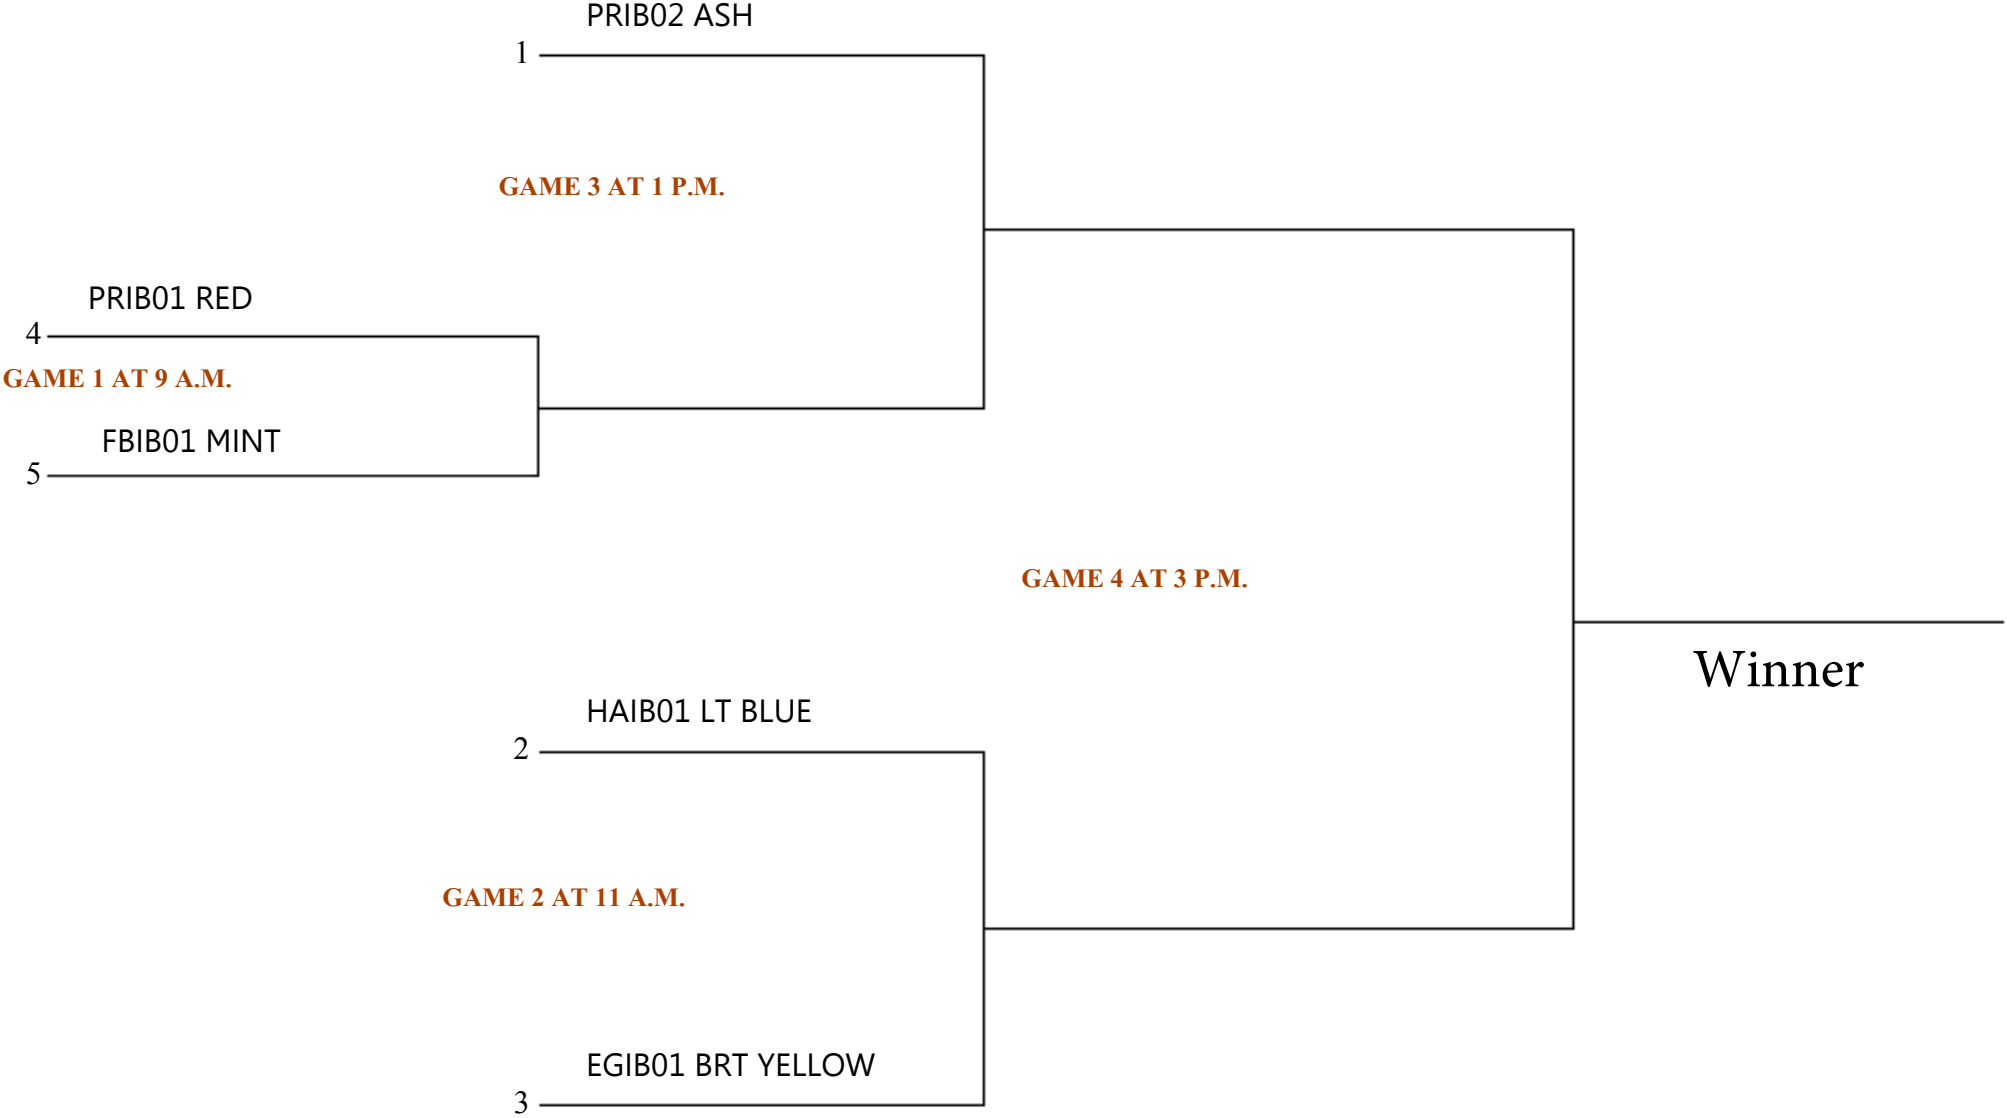 PRIB02 ASH
1
GAME 3 AT 1 P.M.
PRIB01 RED
4
GAME 1 AT 9 A.M.
FBIB01 MINT
5
GAME 4 AT 3 P.M.
Winner
HAIB01 LT BLUE
2
GAME 2 AT 11 A.M.
EGIB01 BRT YELLOW
3